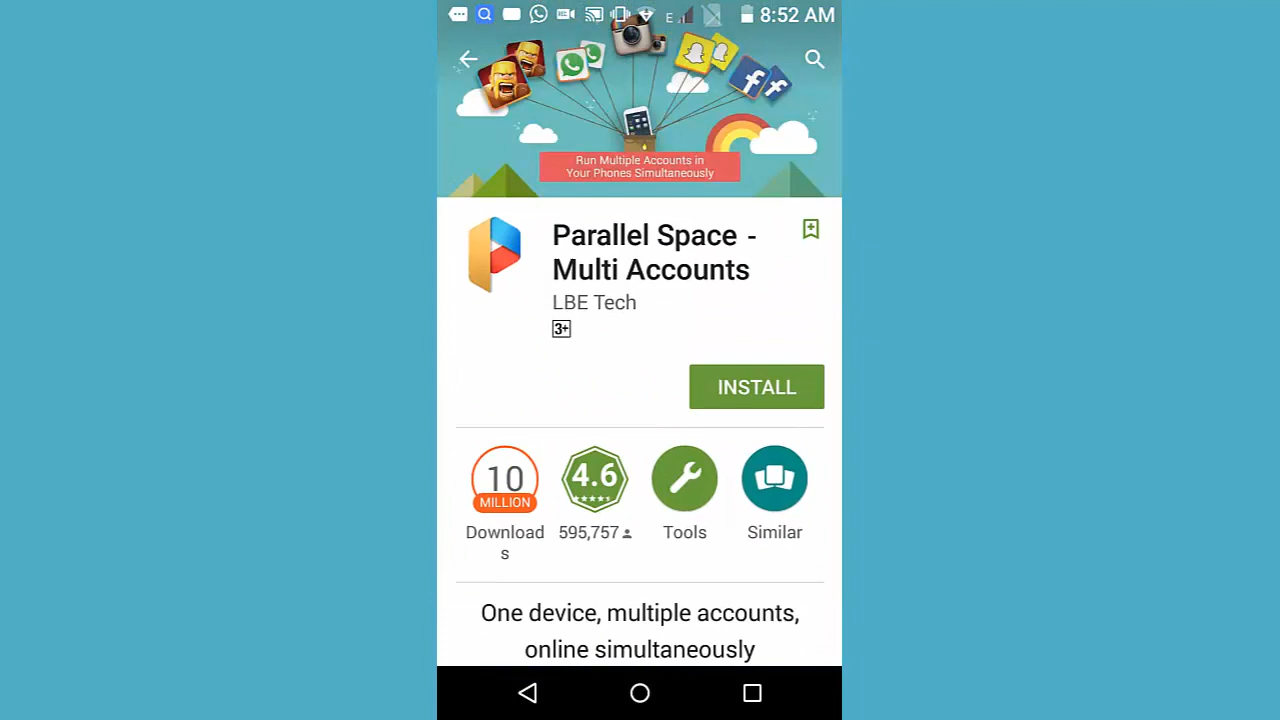 E 8:52 AM
Run Multiple Accounts in
Your Phones Simultaneously
Parallel Space -
Multi Accounts
LBE Tech
3+
INSTALL
10
MILLION
Download
s
4.6
595,757
Tools
Similar
One device, multiple accounts,
online simultaneously